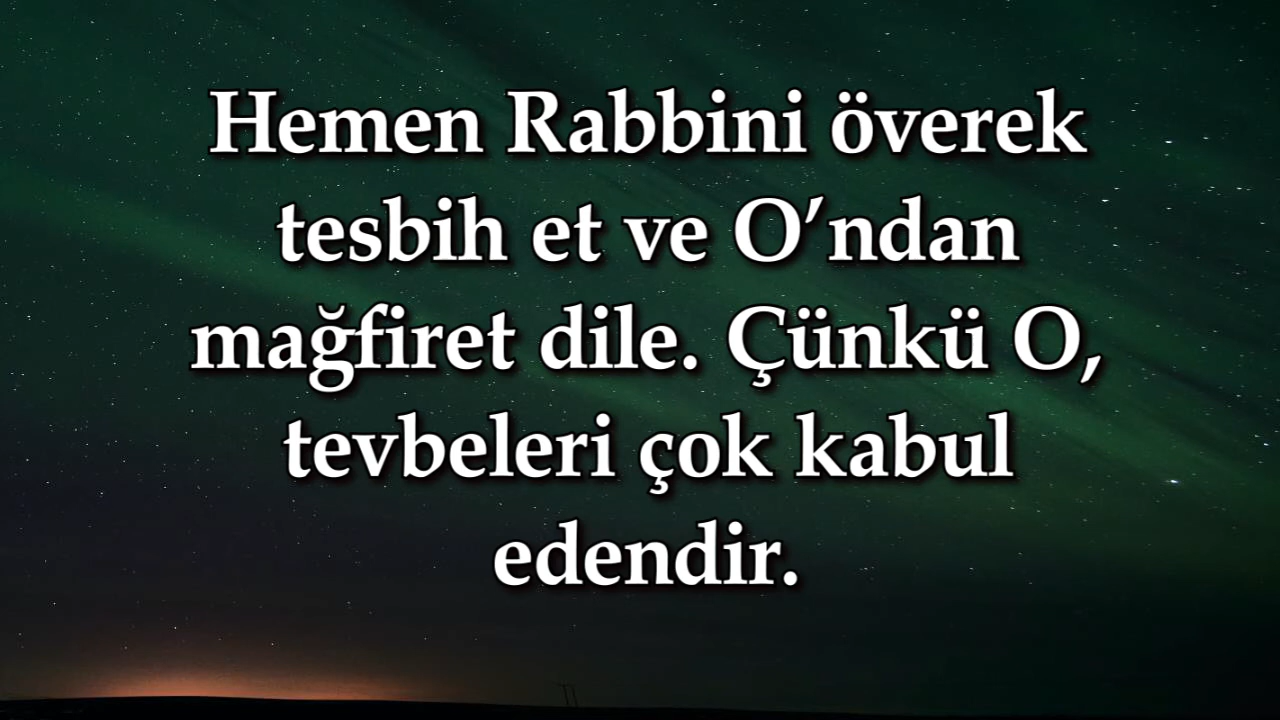 Hemen Rabbini överek
tesbih et ve O’ndan
mağfiret dile. Çünkü O,
tevbeleri çok kabul
edendir.